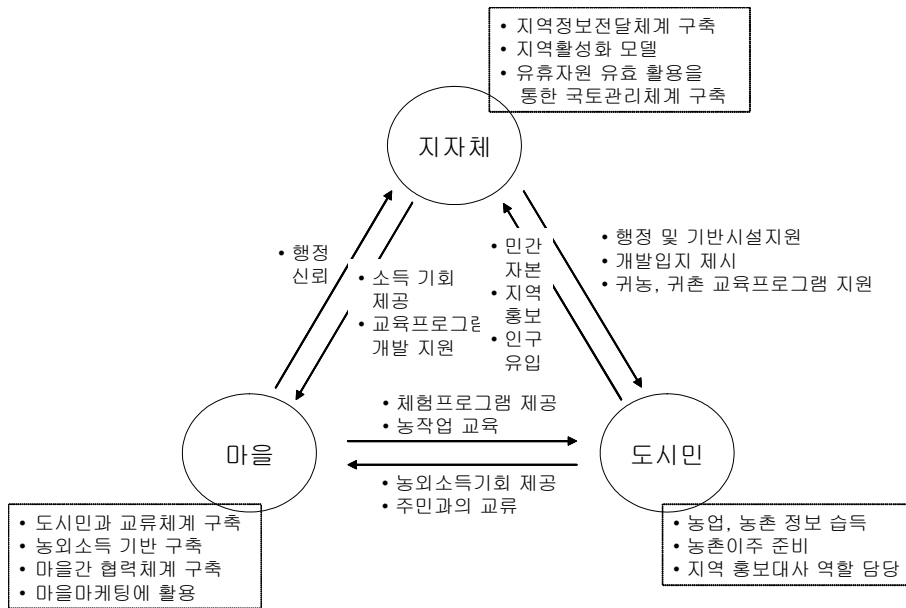 • 지역정보전달체계 구축
• 지역활성화 모델
• 유휴자원 유효 활용을
통한 국토관리체계 구축
지자체
• 행정
신뢰
• 소득 기회
제공
• 교육프로그램
개발 지원
• 민간
자본
• 지역
홍보
• 인구
유입
• 행정 및 기반시설지원
• 개발입지 제시
• 귀농, 귀촌 교육프로그램 지원
• 체험프로그램 제공
• 농작업 교육
마을
도시민
• 농외소득기회 제공
• 주민과의 교류
• 도시민과 교류체계 구축
• 농외소득 기반 구축
• 마을간 협력체계 구축
• 마을마케팅에 활용
• 농업, 농촌 정보 습득
• 농촌이주 준비
• 지역 홍보대사 역할 담당